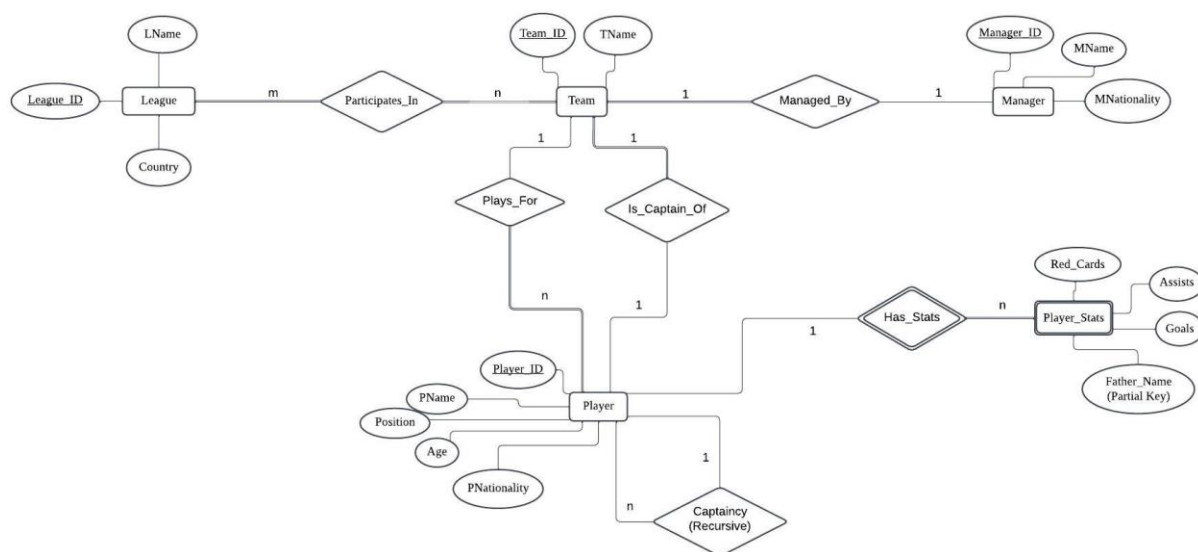 LName
Team_ID
TName
Manager_ID
MName
League_ID
League
m
Participates_In
n
Team
1
Managed_By
1
Manager
MNationality
Country
1
1
Plays_For
Is_Captain_Of
n
1
Red_Cards
Assists
Has_Stats
n
Player_Stats
1
Goals
Player_ID
Father_Name
(Partial Key)
PName
Player
Position
Age
PNationality
1
n
Captaincy
(Recursive)